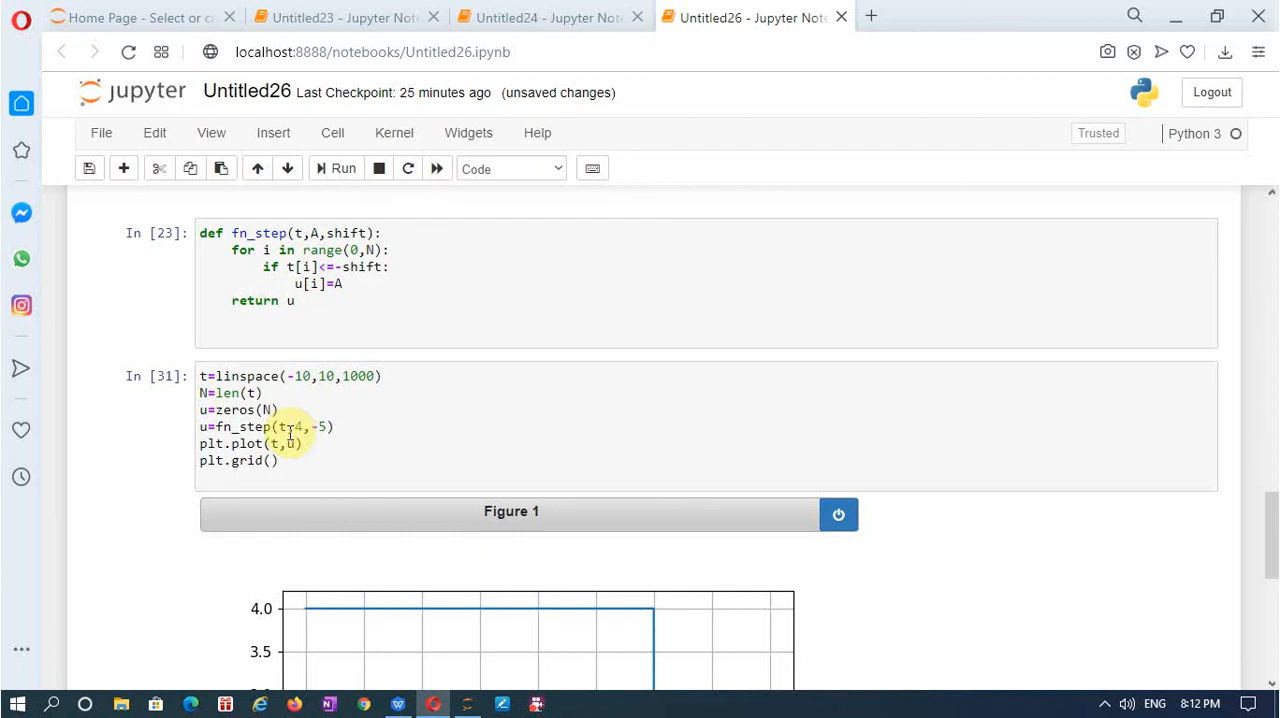 Home Page - Select or cr
Untitled23 - Jupyter Note
Untitled24 - Jupyter Note
Untitled26 - Jupyter Note
localhost:8888/notebooks/Untitled26.ipynb
jupyter Untitled26 Last Checkpoint: 25 minutes ago (unsaved changes) Logout
File Edit View Insert Cell Kernel Widgets Help Trusted Python 3
Run Code
In [23]: def fn_step(t,A,shift):
for i in range(0,N):
if t[i]<=-shift:
u[i]=A
return u
In [31]: t=linspace(-10,10,1000)
N=len(t)
u=zeros(N)
u=fn_step(t,4,-5)
plt.plot(t,u)
plt.grid()
Figure 1
4.0
3.5
ENG 8:12 PM